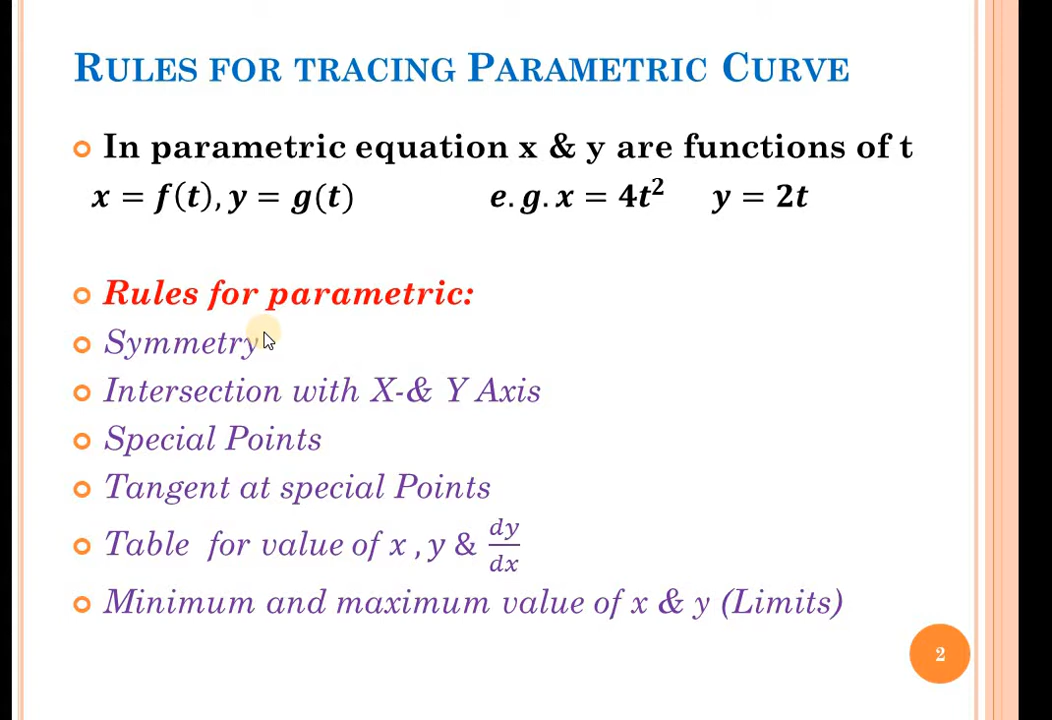 RULES FOR TRACING PARAMETRIC CURVE
In parametric equation x & y are functions of t
x = f(t), y = g(t) e.g. x = 4t² y = 2t
Rules for parametric:
Symmetry
Intersection with X-& Y Axis
Special Points
Tangent at special Points
Table for value of x , y & dy/dx
Minimum and maximum value of x & y (Limits)
2